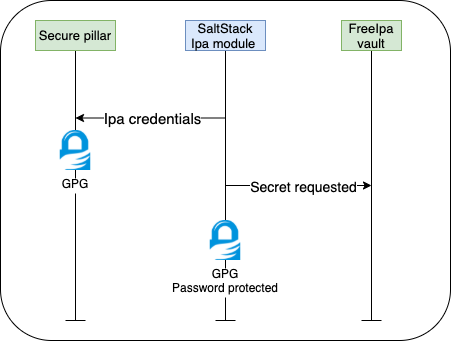 Secure pillar
SaltStack
Ipa module
FreeIpa
vault
Ipa credentials
GPG
Secret requested
GPG
Password protected